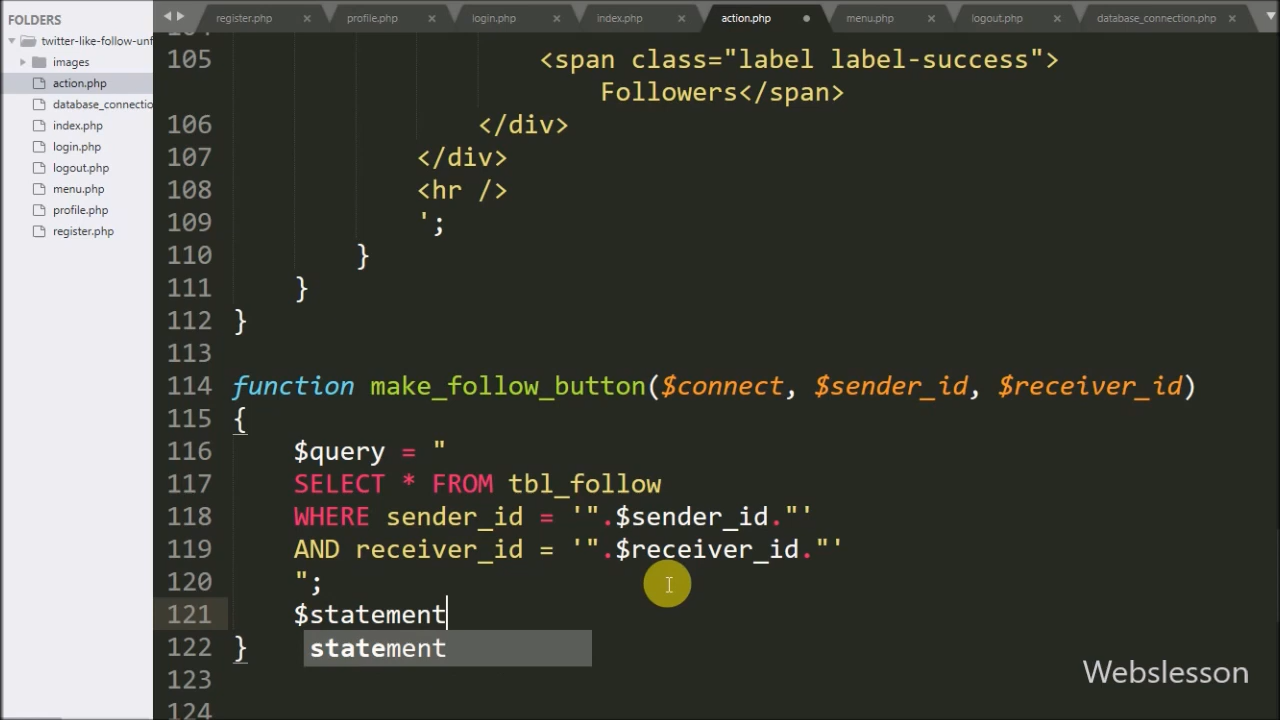 FOLDERS
twitter-like-follow-unf
images
action.php
database_connectio
index.php
login.php
logout.php
menu.php
profile.php
register.php
register.php
profile.php
login.php
index.php
action.php
menu.php
logout.php
database_connection.php
105 <span class="label label-success">
Followers</span>
106 </div>
107 </div>
108 <hr />
109 ';
110 }
111 }
112 }
113
114 function make_follow_button($connect, $sender_id, $receiver_id)
115 {
116 $query = "
117 SELECT * FROM tbl_follow
118 WHERE sender_id = '".$sender_id."'
119 AND receiver_id = '".$receiver_id."'
120 ";
121 $statement
statement
122 }
123
124
Webslesson